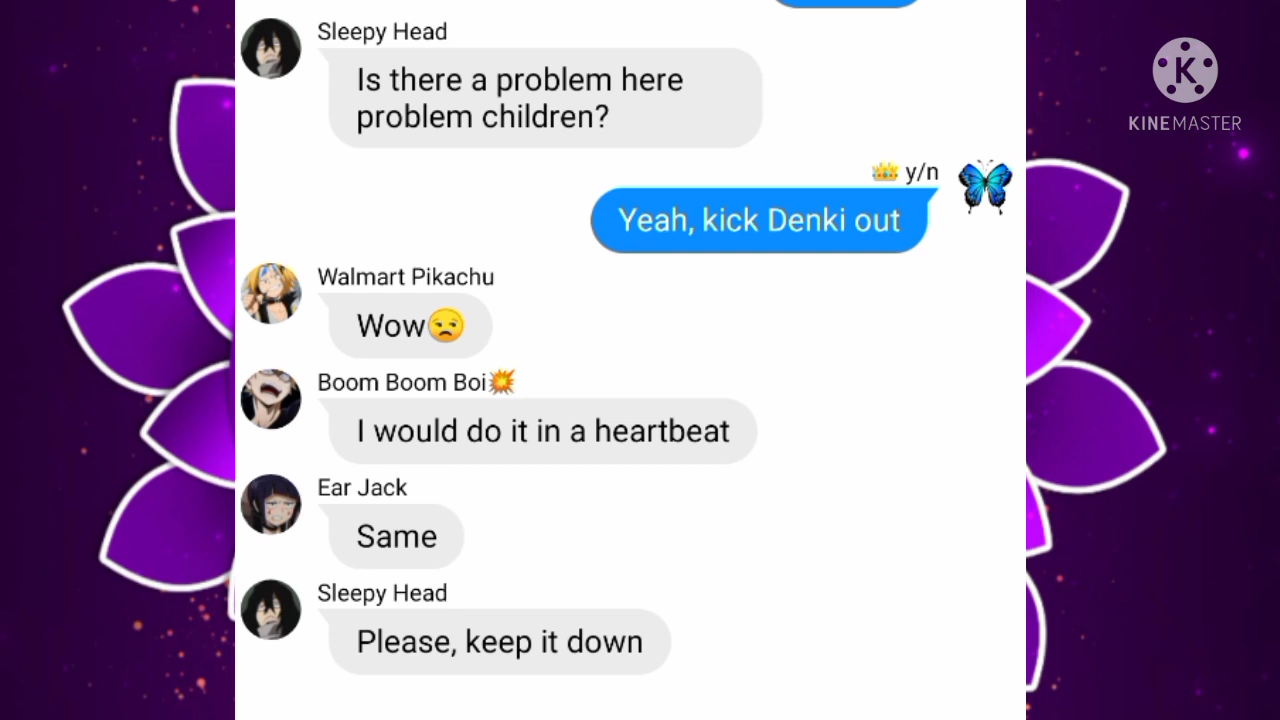 Sleepy Head
Is there a problem here
problem children?
👑 y/n
Yeah, kick Denki out
Walmart Pikachu
Wow😒
Boom Boom Boi💥
I would do it in a heartbeat
Ear Jack
Same
Sleepy Head
Please, keep it down
K
KINEMASTER